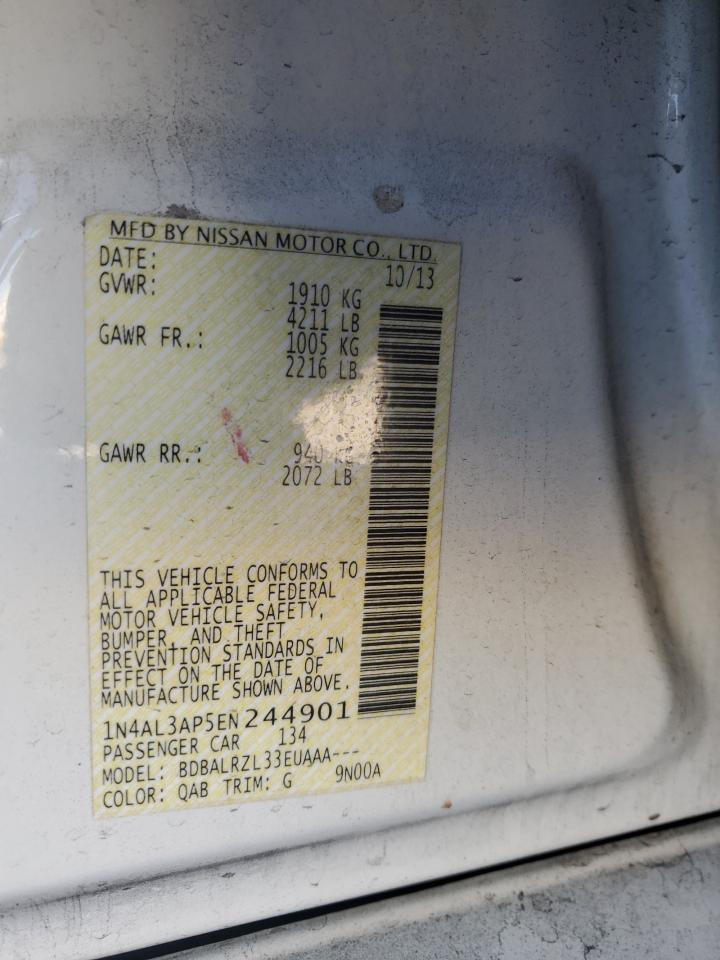 MFD BY NISSAN MOTOR CO., LTD.
DATE: 10/13
GVWR: 1910 KG
4211 LB
GAWR FR.: 1005 KG
2216 LB
GAWR RR.: 940 KG
2072 LB
THIS VEHICLE CONFORMS TO
ALL APPLICABLE FEDERAL
MOTOR VEHICLE SAFETY,
BUMPER, AND THEFT
PREVENTION STANDARDS IN
EFFECT ON THE DATE OF
MANUFACTURE SHOWN ABOVE.
1N4AL3AP5EN244901
PASSENGER CAR 134
MODEL: BDBALRZL33EUAAA---
COLOR: QAB TRIM: G 9N00A